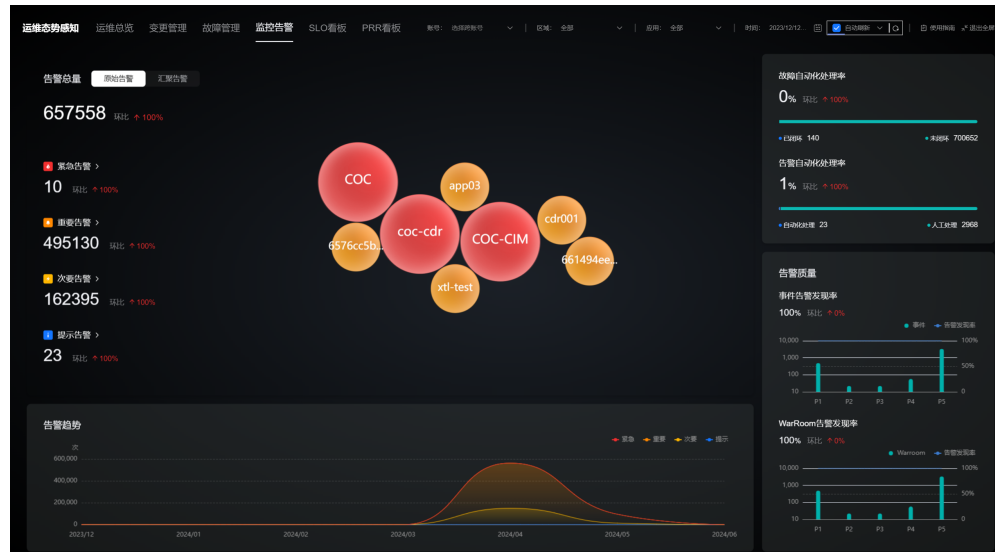 运维态势感知 运维总览 变更管理 故障管理 监控告警 SLO看板 PRR看板 账号: 选择跨账号 区域: 全部 应用: 全部 时间: 2023/12/12... 自动刷新 使用指南 退出全屏
告警总量 原始告警 汇聚告警
657558 环比 100%
紧急告警
10 环比 100%
重要告警
495130 环比 100%
次要告警
162395 环比 100%
提示告警
23 环比 100%
COC
app03
coc-cdr
COC-CIM
cdr001
6576cc5b...
661494ee...
xtl-test
故障自动化处理率
0% 环比 100%
已闭环 140 未闭环 700652
告警自动化处理率
1% 环比 100%
自动化处理 23 人工处理 2968
告警质量
事件告警发现率
100% 环比 0%
事件 告警发现率
10,000 100%
1,000
100 50%
10 0
P1 P2 P3 P4 P5
WarRoom告警发现率
100% 环比 0%
Warroom 告警发现率
10,000 100%
1,000
100 50%
10 0
P1 P2 P3 P4 P5
告警趋势
紧急 重要 次要 提示
次
600,000
400,000
200,000
0
2023/12 2024/01 2024/02 2024/03 2024/04 2024/05 2024/06